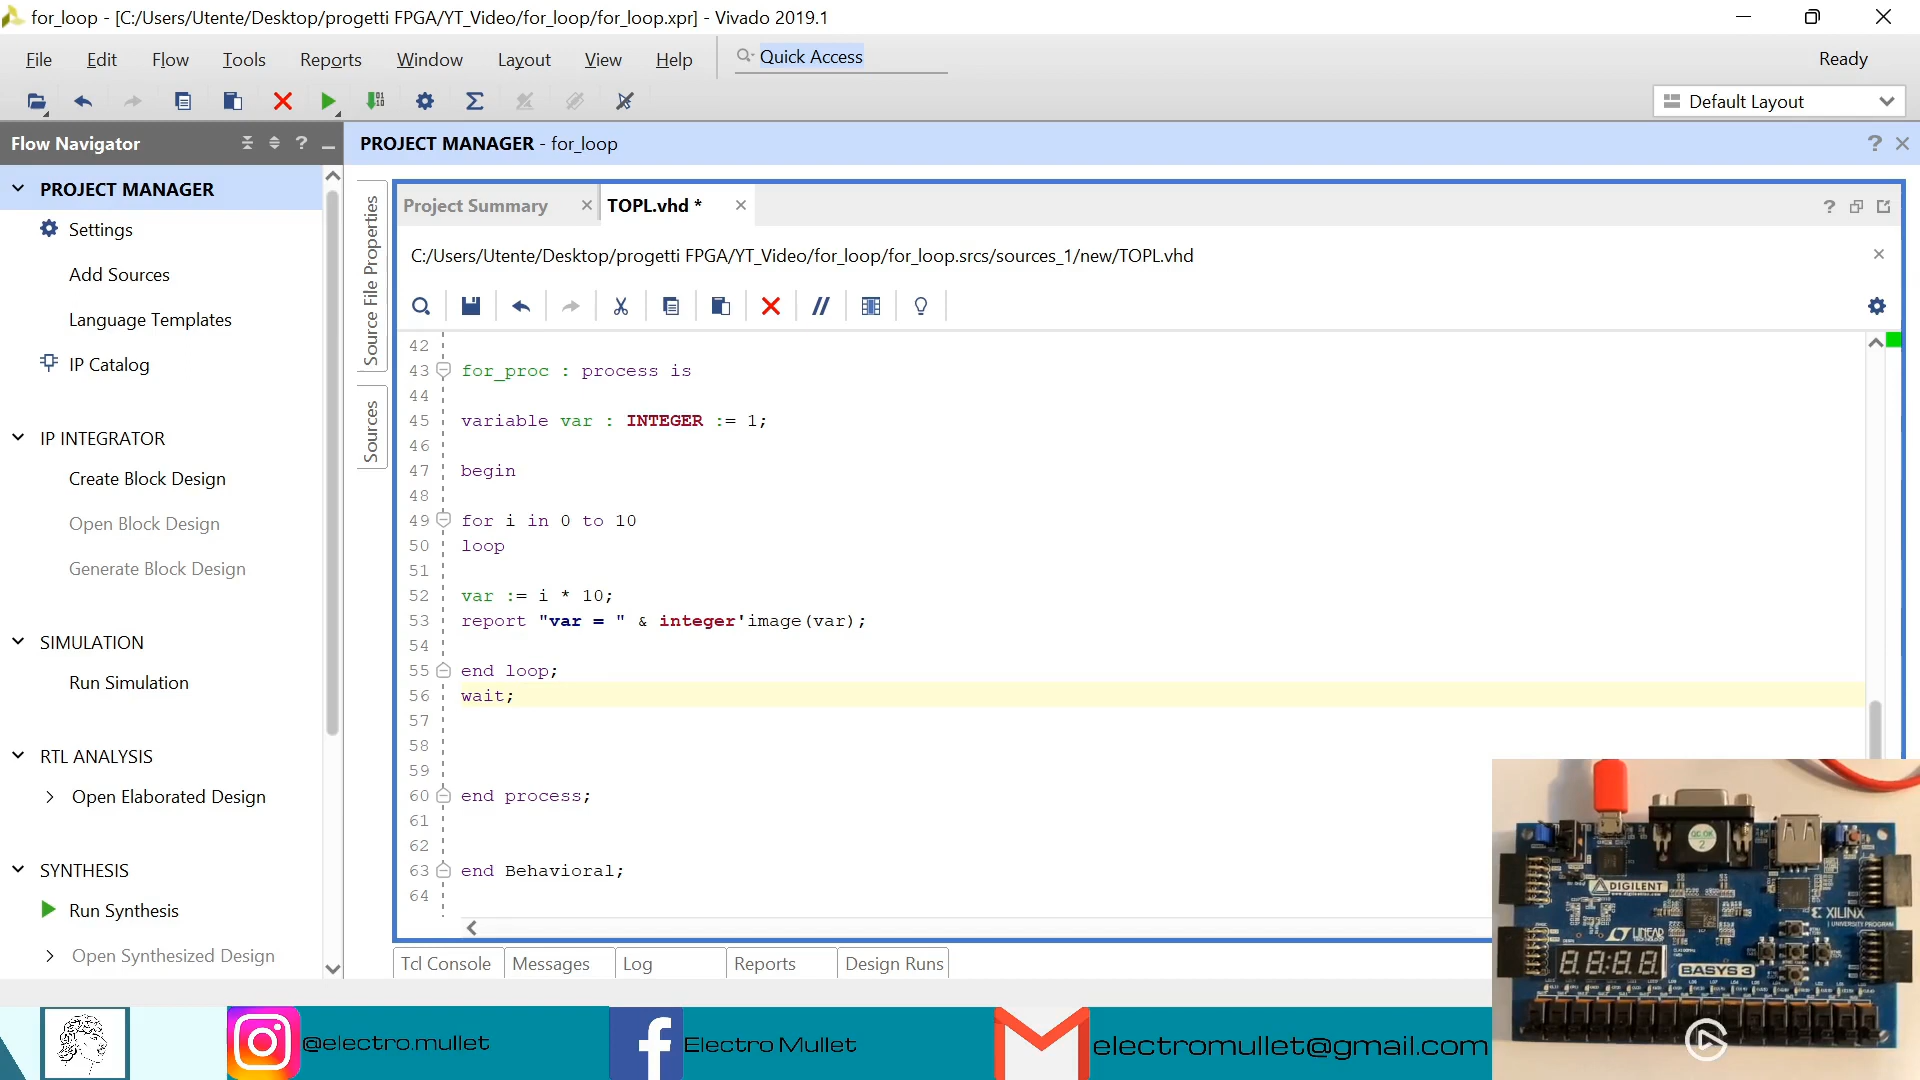 for_loop - [C:/Users/Utente/Desktop/progetti FPGA/YT_Video/for_loop/for_loop.xpr] - Vivado 2019.1
File Edit Flow Tools Reports Window Layout View Help
Quick Access
Ready
Default Layout
Flow Navigator
PROJECT MANAGER - for_loop
PROJECT MANAGER
Settings
Add Sources
Language Templates
IP Catalog
IP INTEGRATOR
Create Block Design
Open Block Design
Generate Block Design
SIMULATION
Run Simulation
RTL ANALYSIS
Open Elaborated Design
SYNTHESIS
Run Synthesis
Open Synthesized Design
Source File Properties
Sources
Project Summary
TOPL.vhd *
C:/Users/Utente/Desktop/progetti FPGA/YT_Video/for_loop/for_loop.srcs/sources_1/new/TOPL.vhd
42
43 for_proc : process is
44
45 variable var : INTEGER := 1;
46
47 begin
48
49 for i in 0 to 10
50 loop
51
52 var := i * 10;
53 report "var = " & integer'image(var);
54
55 end loop;
56 wait;
57
58
59
60 end process;
61
62
63 end Behavioral;
64
Tcl Console Messages Log Reports Design Runs
DIGILENT
XILINX
UNIVERSITY PROGRAM
LINEAR
BASYS 3
@electro.mullet
Electro Mullet
electromullet@gmail.com